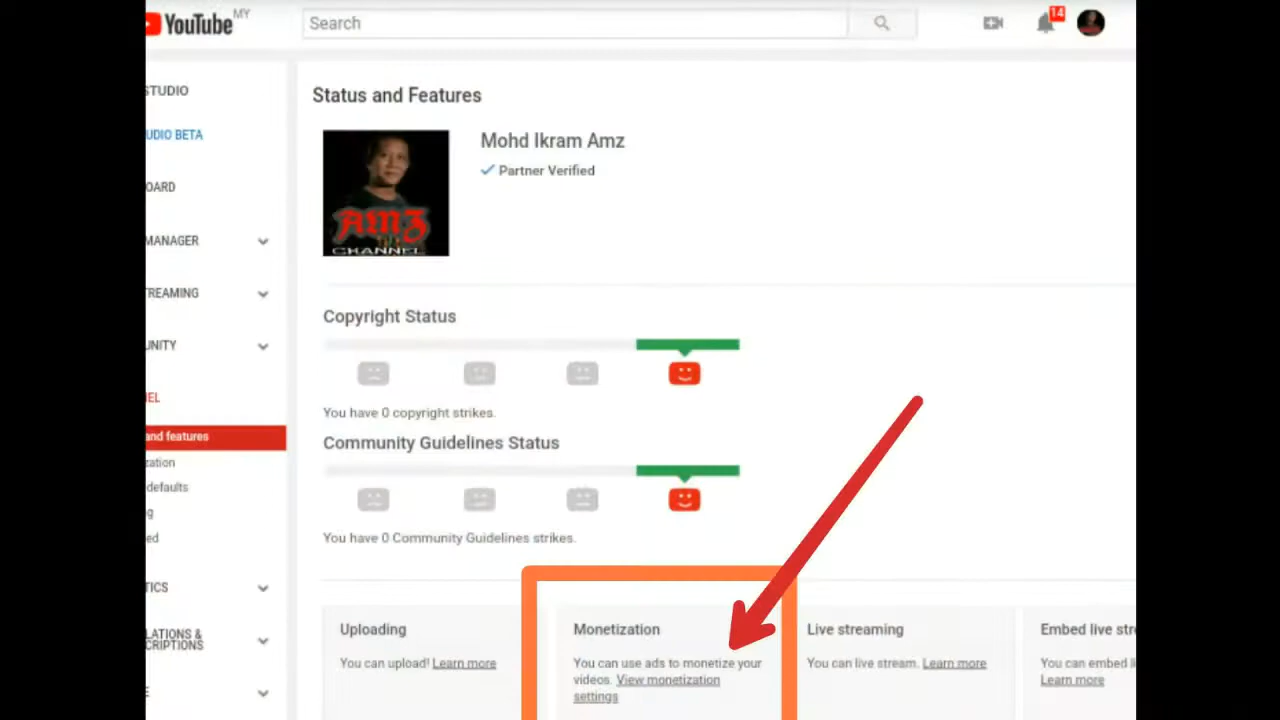 YouTube MY
Search
14
STUDIO
UDIO BETA
OARD
MANAGER
TREAMING
UNITY
EL
and features
zation
defaults
g
ed
TICS
LATIONS &
CRIPTIONS
E
Status and Features
Mohd Ikram Amz
Partner Verified
AMZ
CHANNEL
Copyright Status
You have 0 copyright strikes.
Community Guidelines Status
You have 0 Community Guidelines strikes.
Uploading
You can upload! Learn more
Monetization
You can use ads to monetize your
videos. View monetization
settings
Live streaming
You can live stream. Learn more
Embed live stre
You can embed li
Learn more